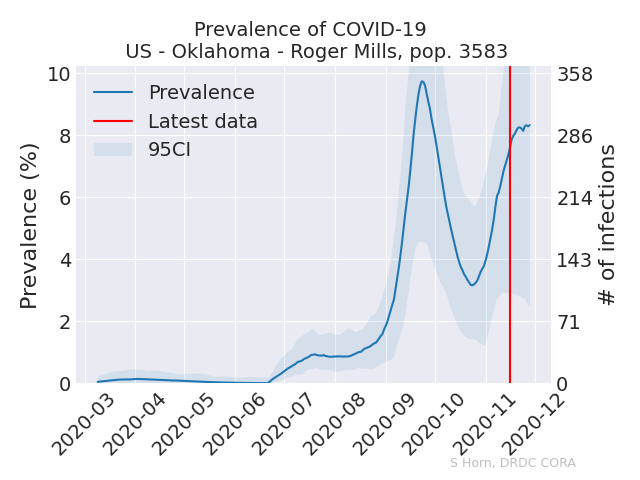 Prevalence of COVID-19
US - Oklahoma - Roger Mills, pop. 3583
Prevalence
Latest data
95CI
Prevalence (%)
10
8
6
4
2
0
358
286
214
143
71
0
# of infections
2020-03
2020-04
2020-05
2020-06
2020-07
2020-08
2020-09
2020-10
2020-11
2020-12
S Horn, DRDC CORA